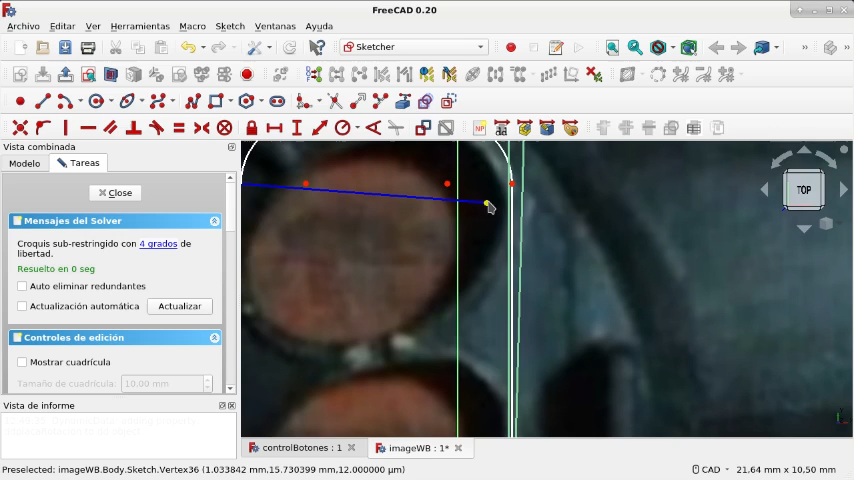 FreeCAD 0.20
Archivo Editar Ver Herramientas Macro Sketch Ventanas Ayuda
Sketcher
NP
Vista combinada
Modelo Tareas
Close
Mensajes del Solver
Croquis sub-restringido con 4 grados de
libertad.
Resuelto en 0 seg
Auto eliminar redundantes
Actualización automática Actualizar
Controles de edición
Mostrar cuadrícula
Tamaño de cuadrícula: 10.00 mm
Vista de informe
TOP
controlBotones : 1 imageWB : 1*
Preselected: imageWB.Body.Sketch.Vertex36 (1.033842 mm,15.730399 mm,12.000000 µm) CAD 21,64 mm x 10,50 mm